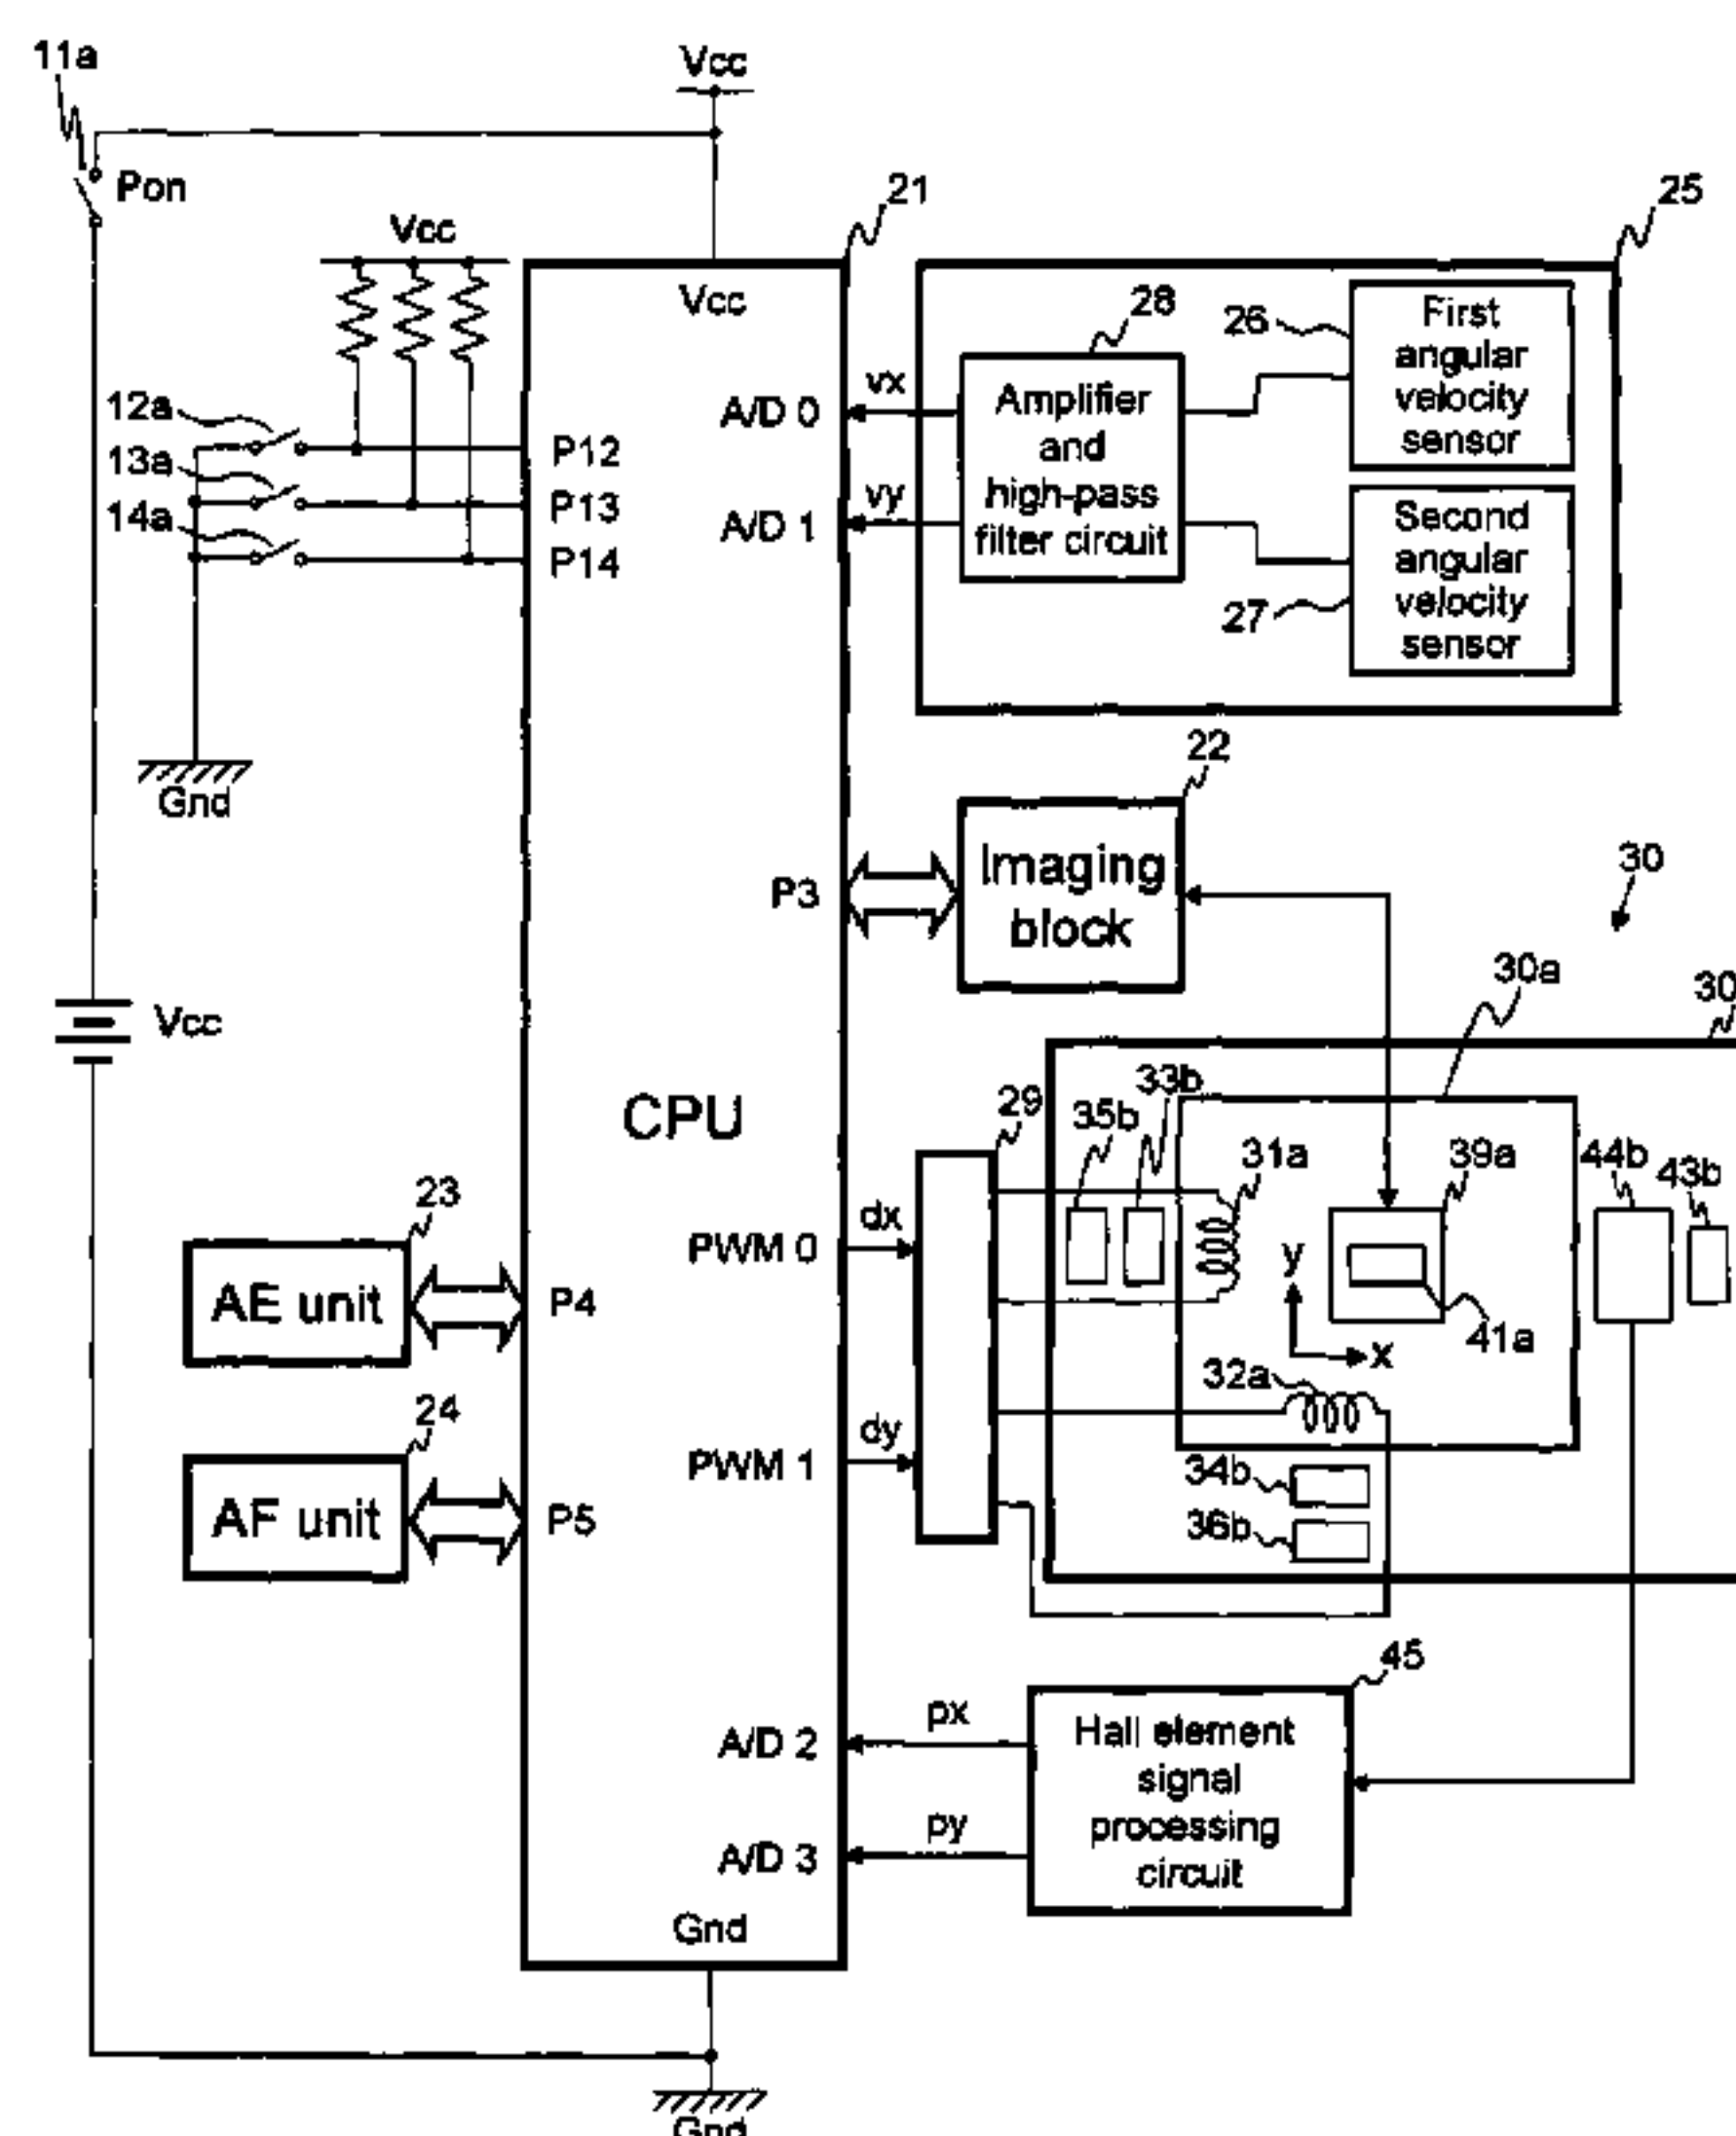 11a
Vcc
Pon
Vcc
21
25
Vcc
28
26
First
angular
velocity
sensor
12a
13a
14a
P12
P13
P14
A/D 0
A/D 1
vx
vy
Amplifier
and
high-pass
filter circuit
Second
angular
velocity
sensor
27
Gnd
22
P3
Imaging
block
30
30a
30
Vcc
CPU
29
35b
33b
31a
39a
44b
43b
23
AE unit
P4
PWM 0
dx
y
x
41a
32a
24
AF unit
P5
PWM 1
dy
34b
36b
45
A/D 2
px
A/D 3
py
Hall element
signal
processing
circuit
Gnd
Gnd